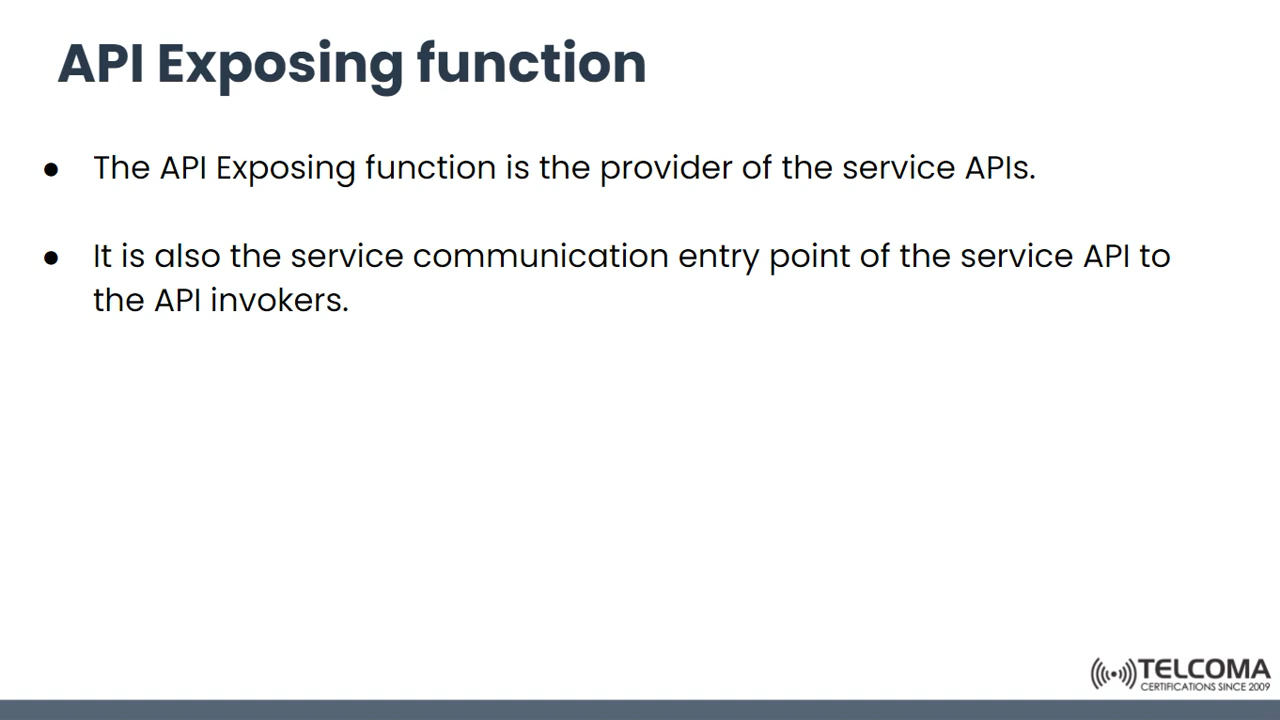 API Exposing function
● The API Exposing function is the provider of the service APIs.
● It is also the service communication entry point of the service API to
the API invokers.
TELCOMA
CERTIFICATIONS SINCE 2009